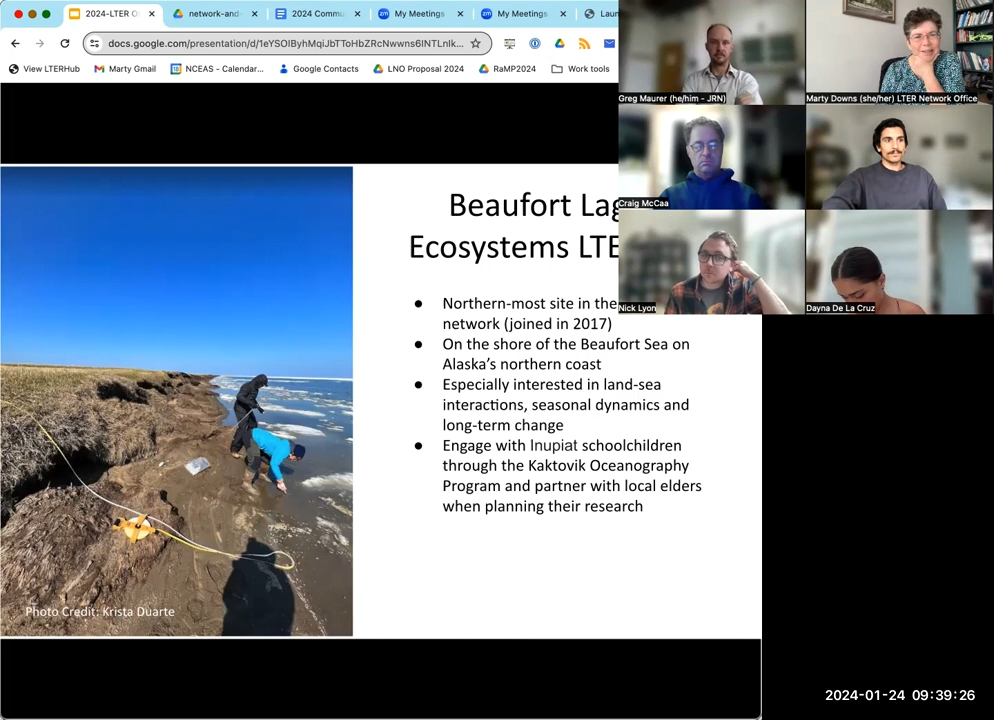 2024-LTER O
network-and-
2024 Commu
My Meetings
My Meetings
Laun
docs.google.com/presentation/d/1eYSOIByhMqiJbTToHbZRcNwwns6INTLnlk...
View LTERHub
Marty Gmail
NCEAS - Calendar...
Google Contacts
LNO Proposal 2024
RaMP2024
Work tools
Greg Maurer (he/him - JRN)
Marty Downs (she/her) LTER Network Office
Craig McCaa
Nick Lyon
Dayna De La Cruz
Beaufort Lag
Ecosystems LTE
● Northern-most site in the
network (joined in 2017)
● On the shore of the Beaufort Sea on
Alaska’s northern coast
● Especially interested in land-sea
interactions, seasonal dynamics and
long-term change
● Engage with Inupiat schoolchildren
through the Kaktovik Oceanography
Program and partner with local elders
when planning their research
Photo Credit: Krista Duarte
2024-01-24 09:39:26